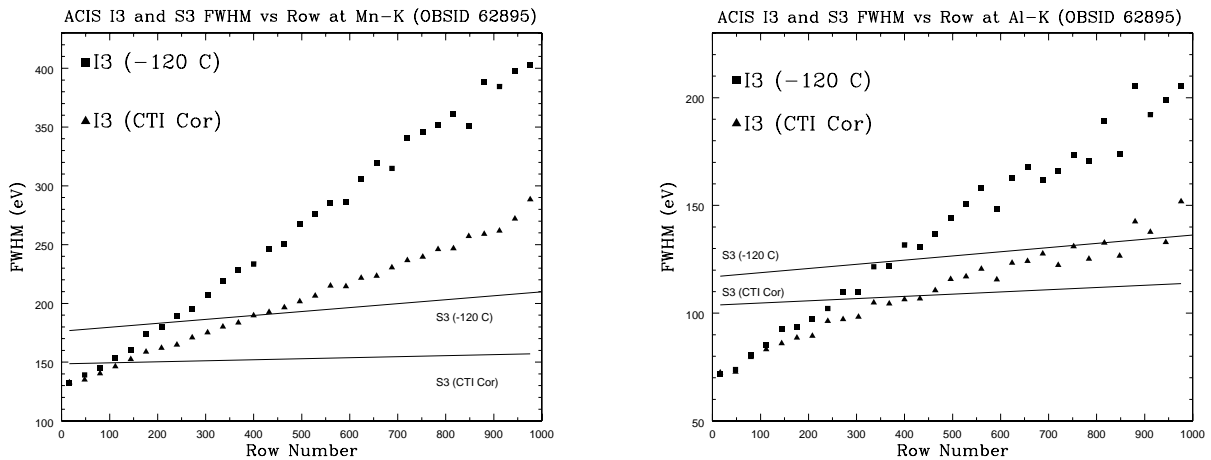 ACIS I3 and S3 FWHM vs Row at Mn-K (OBSID 62895)
FWHM (eV)
400
350
300
250
200
150
100
I3 (-120 C)
I3 (CTI Cor)
S3 (-120 C)
S3 (CTI Cor)
0 100 200 300 400 500 600 700 800 900 1000
Row Number
ACIS I3 and S3 FWHM vs Row at Al-K (OBSID 62895)
FWHM (eV)
200
150
100
50
I3 (-120 C)
I3 (CTI Cor)
S3 (-120 C)
S3 (CTI Cor)
0 100 200 300 400 500 600 700 800 900 1000
Row Number